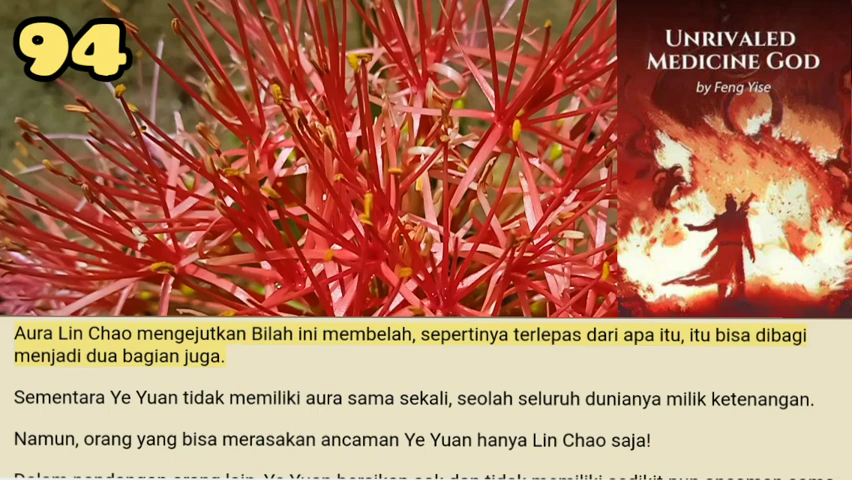 94
UNRIVALED
MEDICINE GOD
by Feng Yise
Aura Lin Chao mengejutkan Bilah ini membelah, sepertinya terlepas dari apa itu, itu bisa dibagi
menjadi dua bagian juga.
Sementara Ye Yuan tidak memiliki aura sama sekali, seolah seluruh dunianya milik ketenangan.
Namun, orang yang bisa merasakan ancaman Ye Yuan hanya Lin Chao saja!